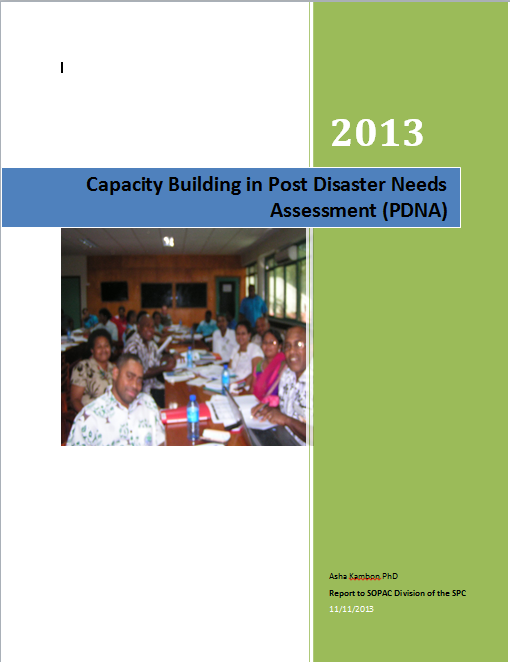 2013
Capacity Building in Post Disaster Needs
Assessment (PDNA)
Asha Kambon PhD
Report to SOPAC Division of the SPC
11/11/2013